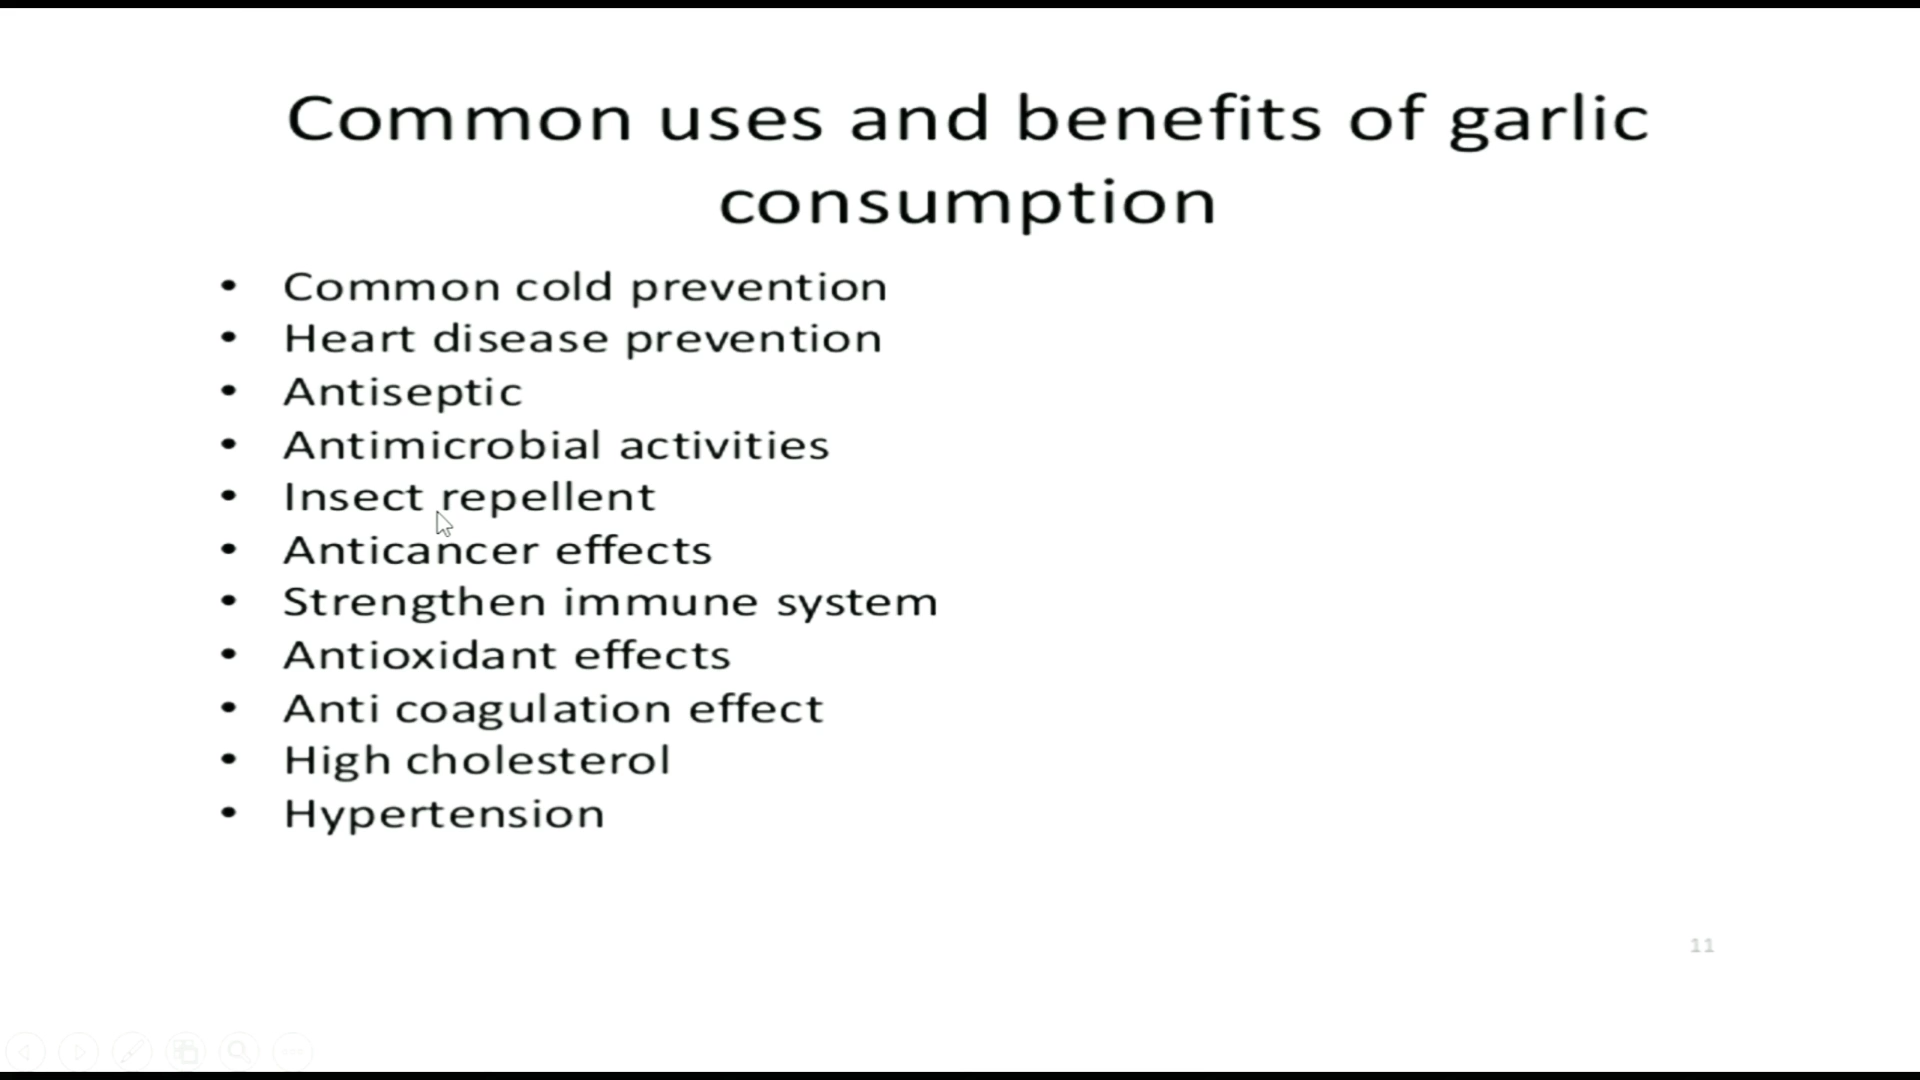 Common uses and benefits of garlic
consumption
• Common cold prevention
• Heart disease prevention
• Antiseptic
• Antimicrobial activities
• Insect repellent
• Anticancer effects
• Strengthen immune system
• Antioxidant effects
• Anti coagulation effect
• High cholesterol
• Hypertension
11